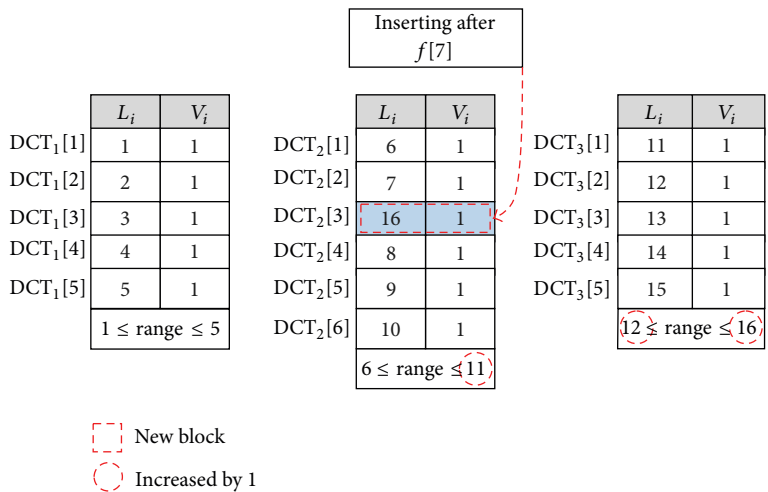 Inserting after
f[7]
L_i V_i
DCT_1[1] 1 1
DCT_1[2] 2 1
DCT_1[3] 3 1
DCT_1[4] 4 1
DCT_1[5] 5 1
1 ≤ range ≤ 5
L_i V_i
DCT_2[1] 6 1
DCT_2[2] 7 1
DCT_2[3] 16 1
DCT_2[4] 8 1
DCT_2[5] 9 1
DCT_2[6] 10 1
6 ≤ range ≤ 11
L_i V_i
DCT_3[1] 11 1
DCT_3[2] 12 1
DCT_3[3] 13 1
DCT_3[4] 14 1
DCT_3[5] 15 1
12 ≤ range ≤ 16
New block
Increased by 1